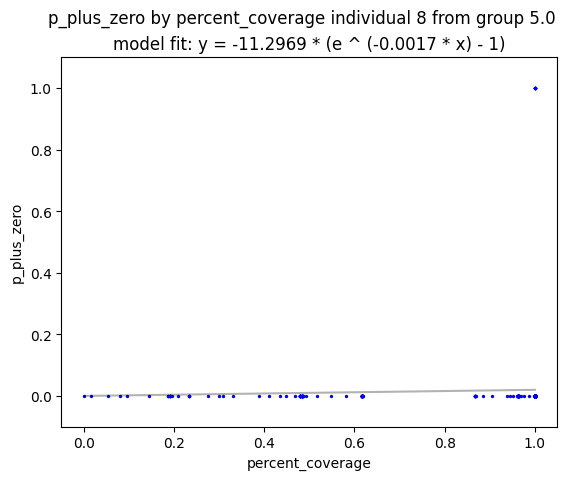 p_plus_zero by percent_coverage individual 8 from group 5.0
model fit: y = -11.2969 * (e ^ (-0.0017 * x) - 1)
1.0
0.8
0.6
0.4
0.2
0.0
p_plus_zero
0.0 0.2 0.4 0.6 0.8 1.0
percent_coverage